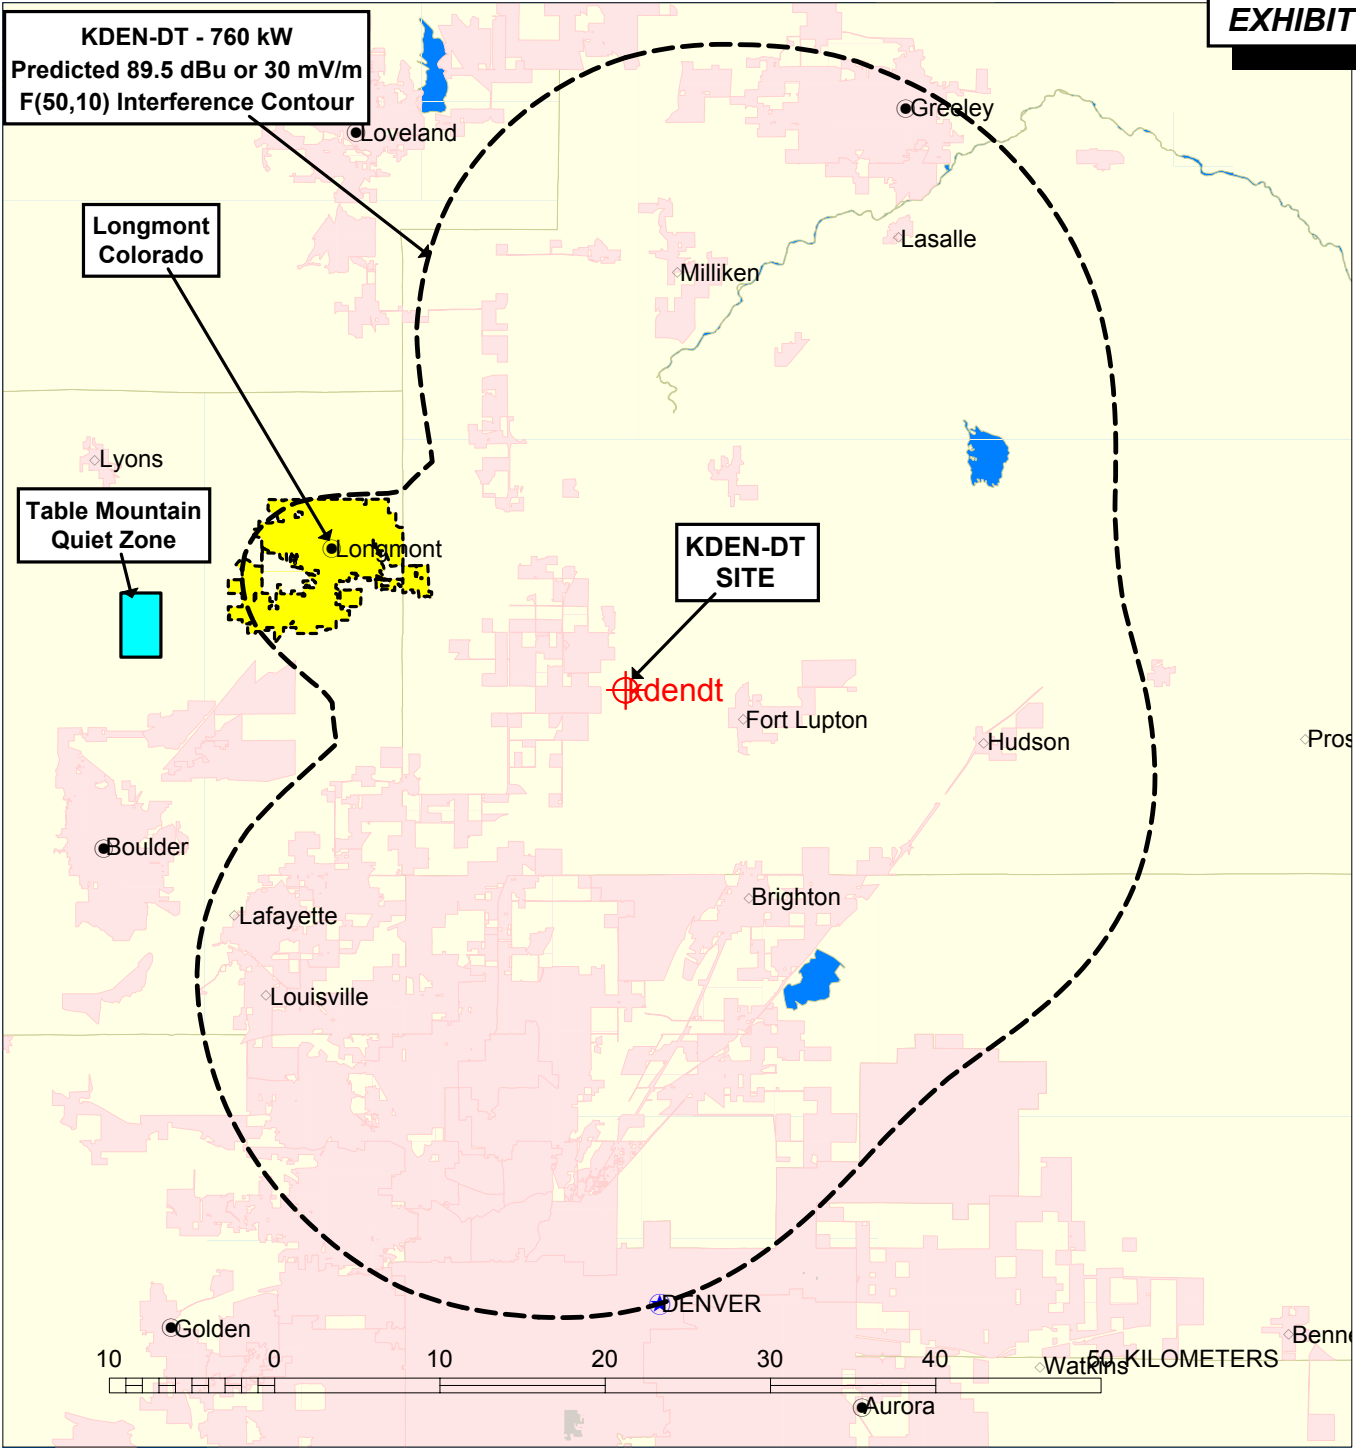 EXHIBIT
KDEN-DT - 760 kW
Predicted 89.5 dBu or 30 mV/m
F(50,10) Interference Contour
Loveland
Greeley
Longmont
Colorado
Lasalle
Milliken
Lyons
Table Mountain
Quiet Zone
Longmont
KDEN-DT
SITE
kdendt
Fort Lupton
Hudson
Pros
Boulder
Brighton
Lafayette
Louisville
DENVER
Golden
Benne
10 0 10 20 30 40 50 KILOMETERS
Watkins
Aurora